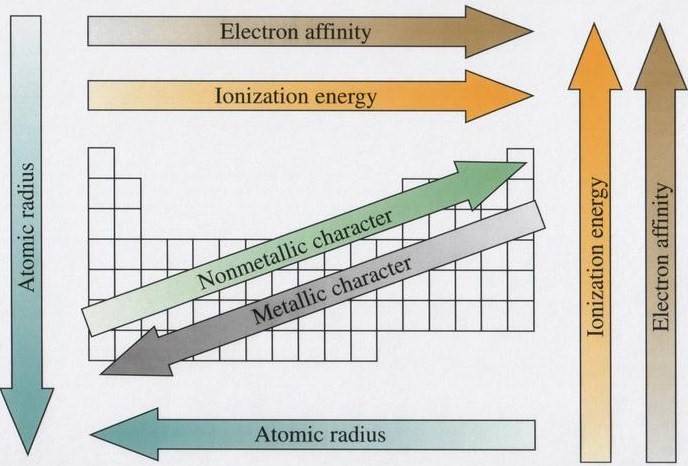 Electron affinity
Ionization energy
Atomic radius
Nonmetallic character
Metallic character
Ionization energy
Electron affinity
Atomic radius